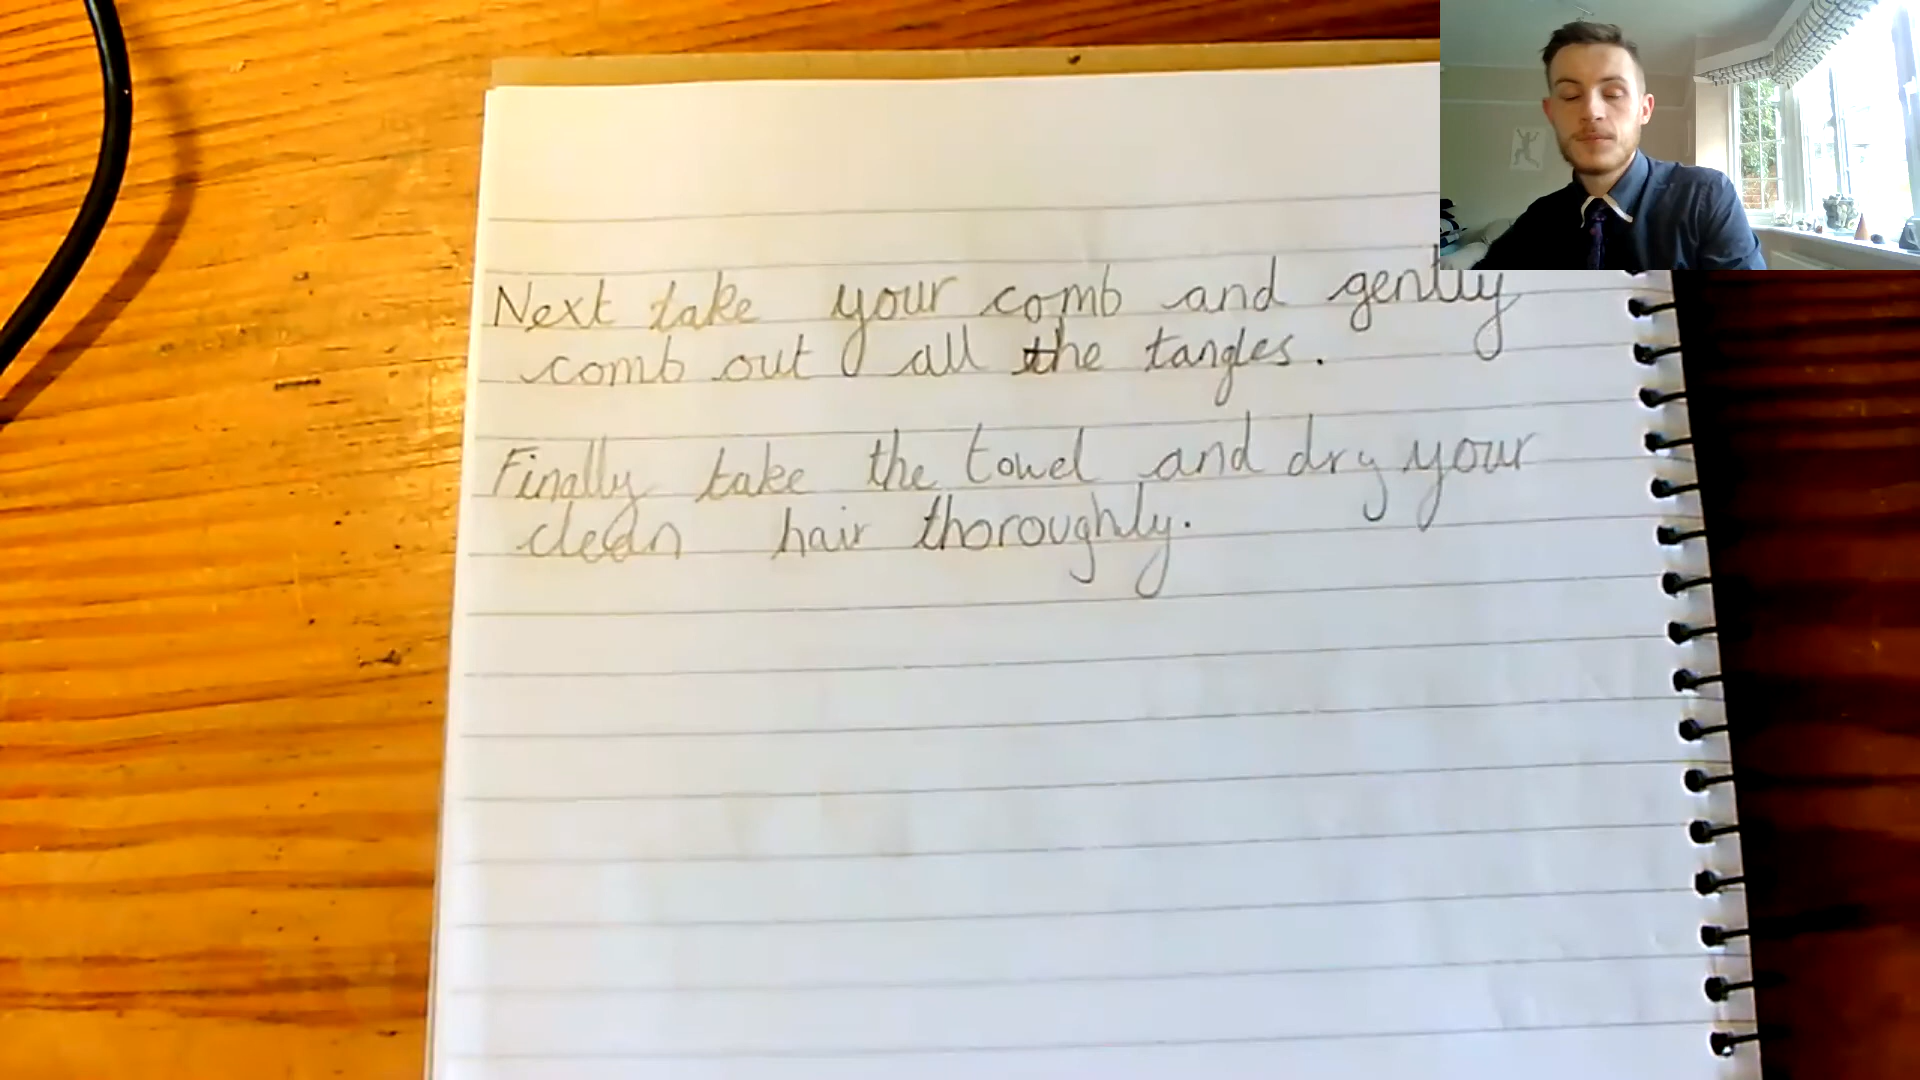 Next take your comb and gently
comb out all the tangles.
Finally take the towel and dry your
clean hair thoroughly.